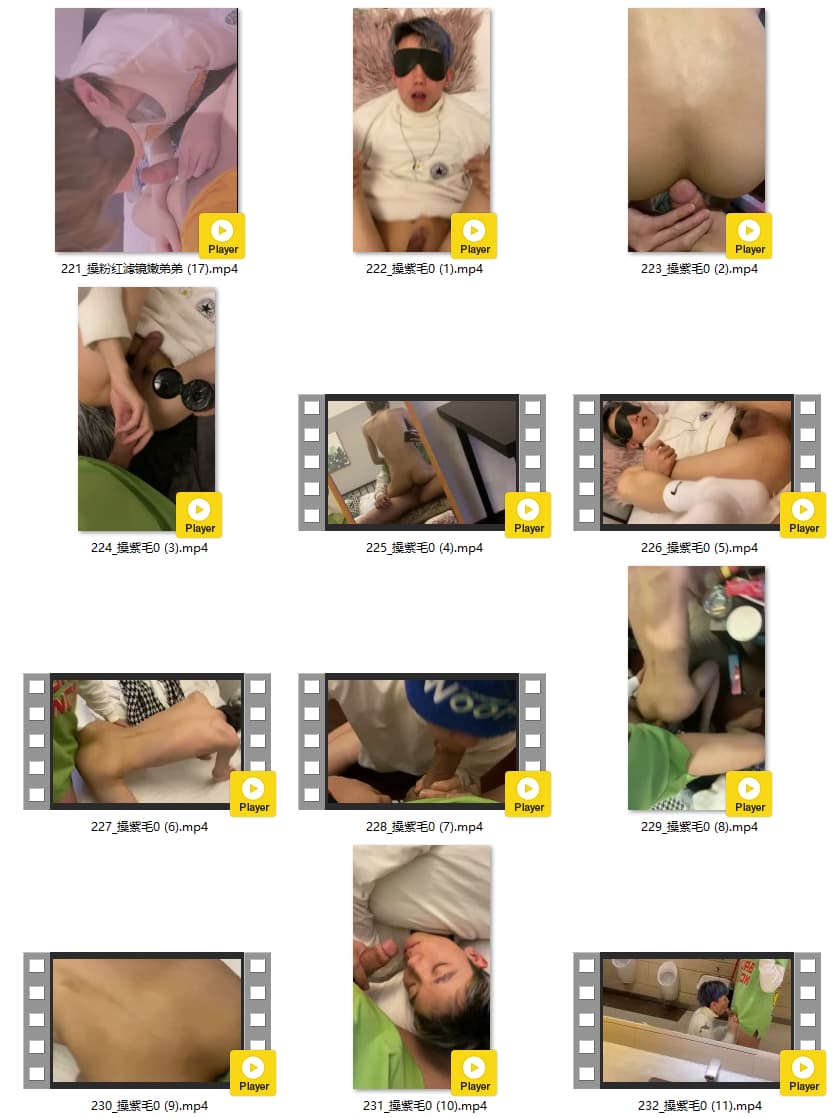 221_操粉红滤镜嫩弟弟 (17).mp4
222_操紫毛0 (1).mp4
223_操紫毛0 (2).mp4
Player
Player
Player
224_操紫毛0 (3).mp4
225_操紫毛0 (4).mp4
226_操紫毛0 (5).mp4
Player
Player
Player
227_操紫毛0 (6).mp4
228_操紫毛0 (7).mp4
229_操紫毛0 (8).mp4
Player
Player
Player
230_操紫毛0 (9).mp4
231_操紫毛0 (10).mp4
232_操紫毛0 (11).mp4
Player
Player
Player